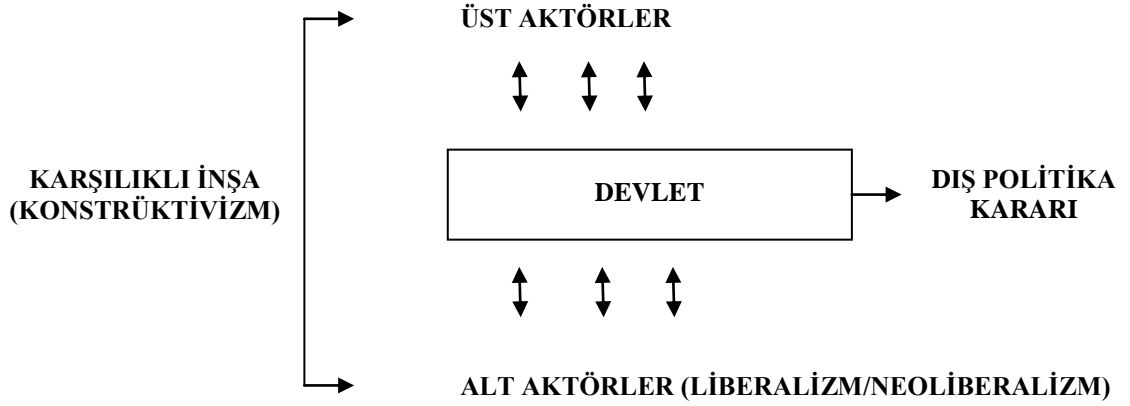 ÜST AKTÖRLER
KARŞILIKLI İNŞA
(KONSTRÜKTİVİZM)
DEVLET
DIŞ POLİTİKA
KARARI
ALT AKTÖRLER (LİBERALİZM/NEOLİBERALİZM)